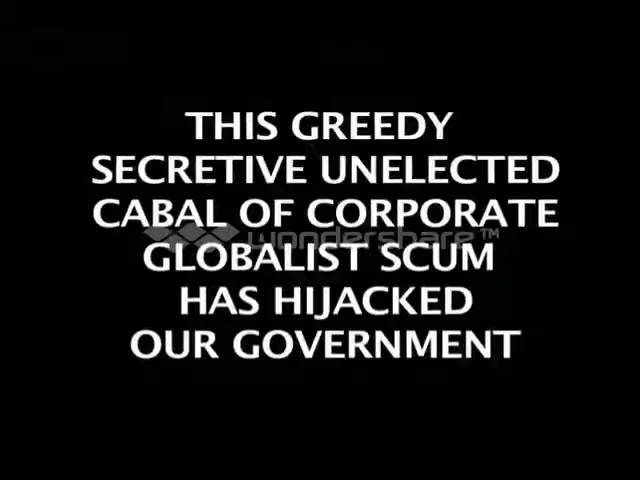 THIS GREEDY
SECRETIVE UNELECTED
CABAL OF CORPORATE
wondershare™
GLOBALIST SCUM
HAS HIJACKED
OUR GOVERNMENT